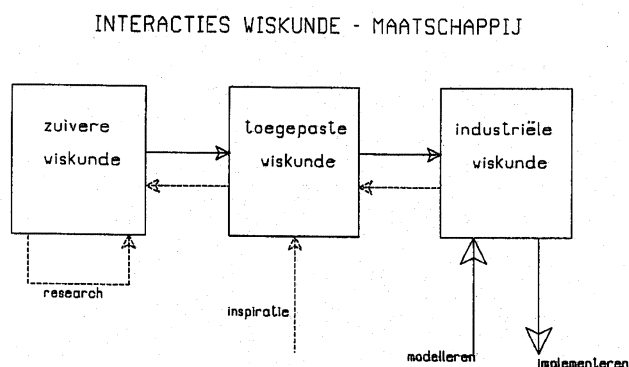 INTERACTIES WISKUNDE - MAATSCHAPPIJ
zuivere
wiskunde
toegepaste
wiskunde
industriële
wiskunde
research
inspiratie
modelleren
implementeren